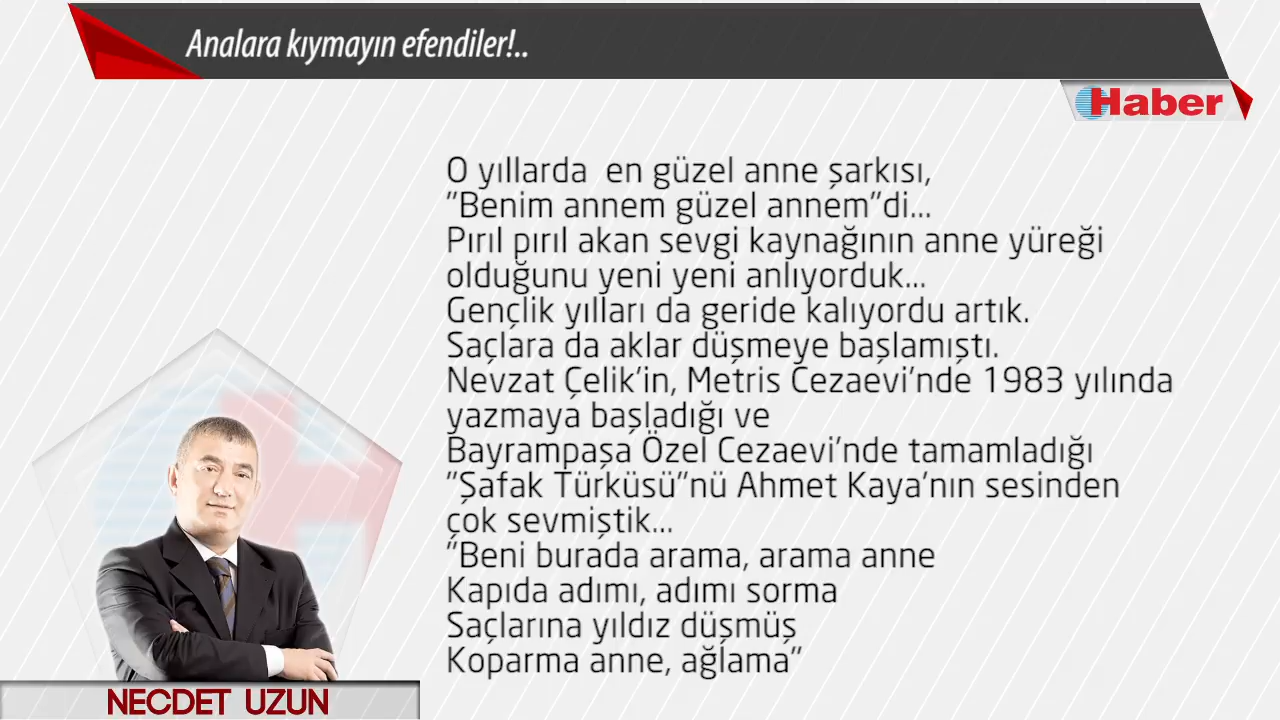 Analara kıymayın efendiler!..
Haber
O yıllarda  en güzel anne şarkısı,
"Benim annem güzel annem"di...
Pırıl pırıl akan sevgi kaynağının anne yüreği
olduğunu yeni yeni anlıyorduk...
Gençlik yılları da geride kalıyordu artık.
Saçlara da aklar düşmeye başlamıştı.
Nevzat Çelik'in, Metris Cezaevi'nde 1983 yılında
yazmaya başladığı ve
Bayrampaşa Özel Cezaevi'nde tamamladığı
"Şafak Türküsü"nü Ahmet Kaya'nın sesinden
çok sevmiştik...
"Beni burada arama, arama anne
Kapıda adımı, adımı sorma
Saçlarına yıldız düşmüş
Koparma anne, ağlama"
NECDET UZUN